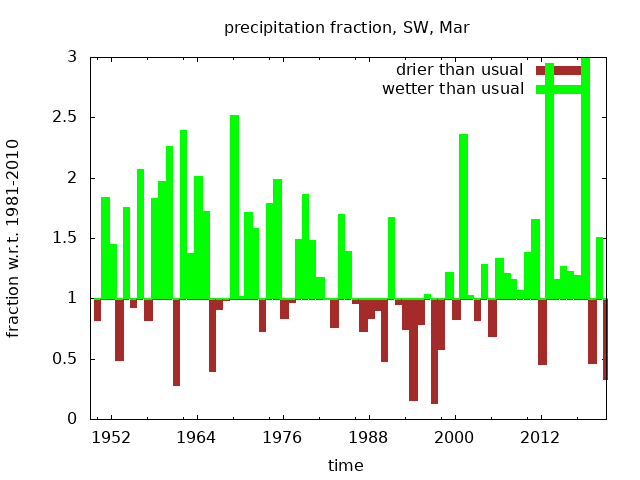 precipitation fraction, SW, Mar
drier than usual
wetter than usual
fraction w.r.t. 1981-2010
3
2.5
2
1.5
1
0.5
0
1952 1964 1976 1988 2000 2012
time